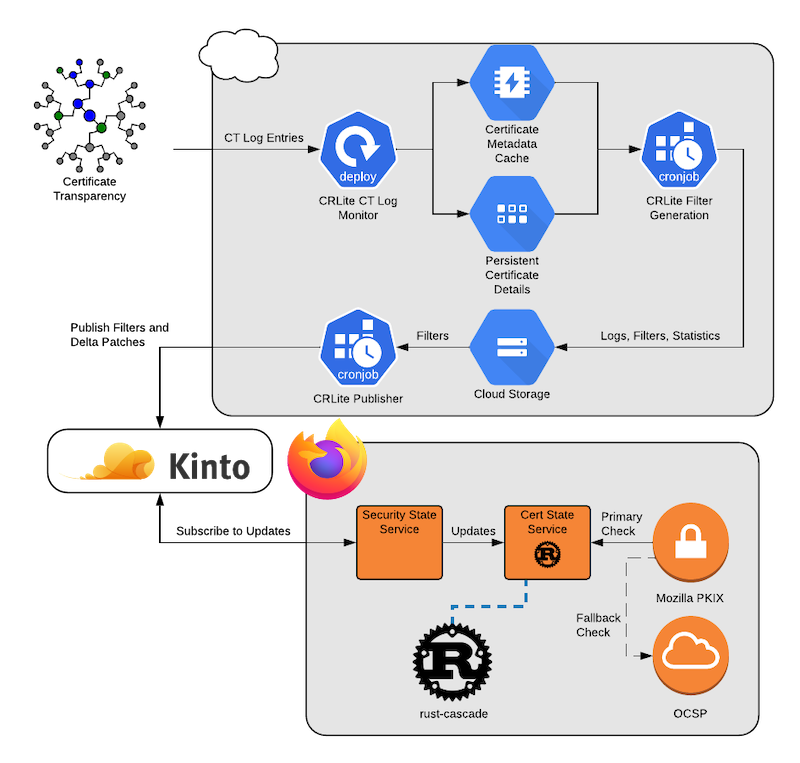 CT Log Entries
Certificate
Transparency
deploy
CRLite CT Log
Monitor
Certificate
Metadata
Cache
Persistent
Certificate
Details
cronjob
CRLite Filter
Generation
Logs, Filters, Statistics
Cloud Storage
Filters
cronjob
CRLite Publisher
Publish Filters and
Delta Patches
Kinto
Subscribe to Updates
Security State
Service
Updates
Cert State
Service
R
Primary
Check
Mozilla PKIX
Fallback
Check
OCSP
R
rust-cascade